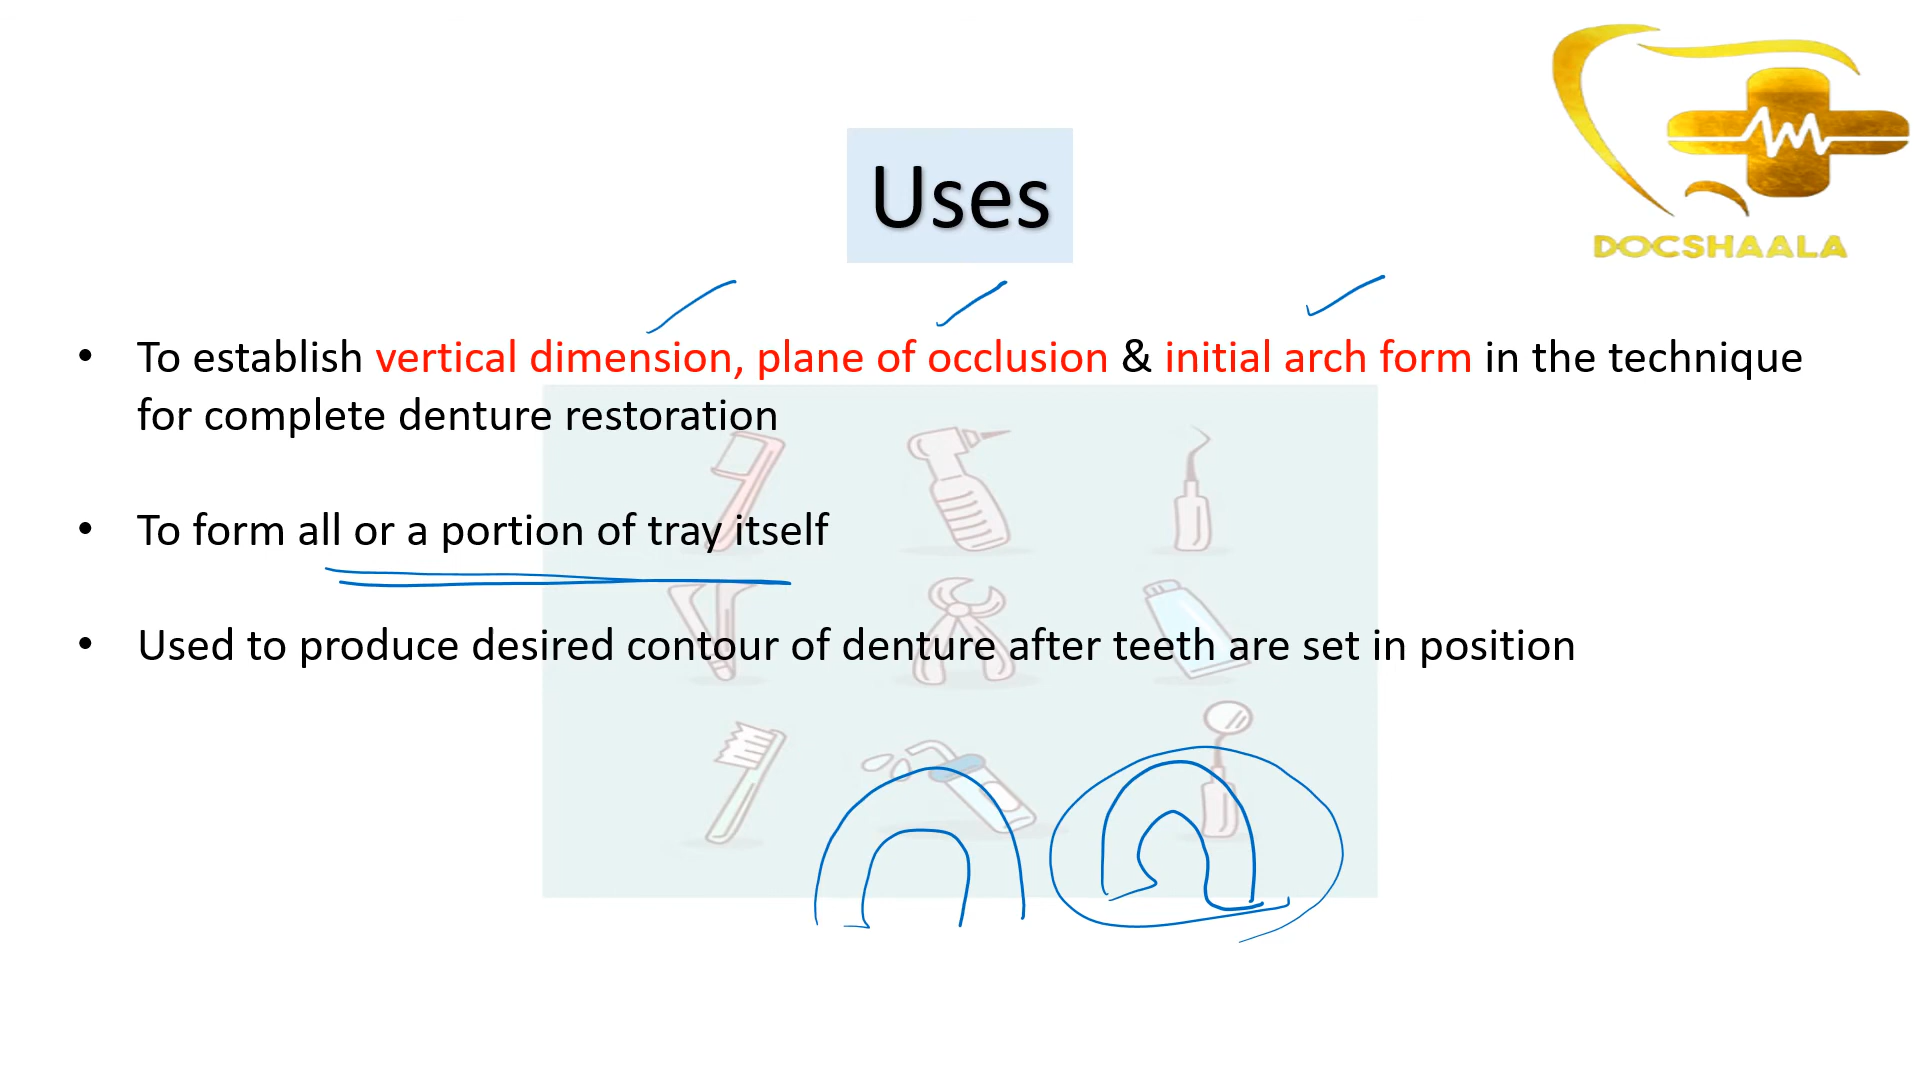 DOCSHAALA
Uses
• To establish vertical dimension, plane of occlusion & initial arch form in the technique
for complete denture restoration
• To form all or a portion of tray itself
• Used to produce desired contour of denture after teeth are set in position